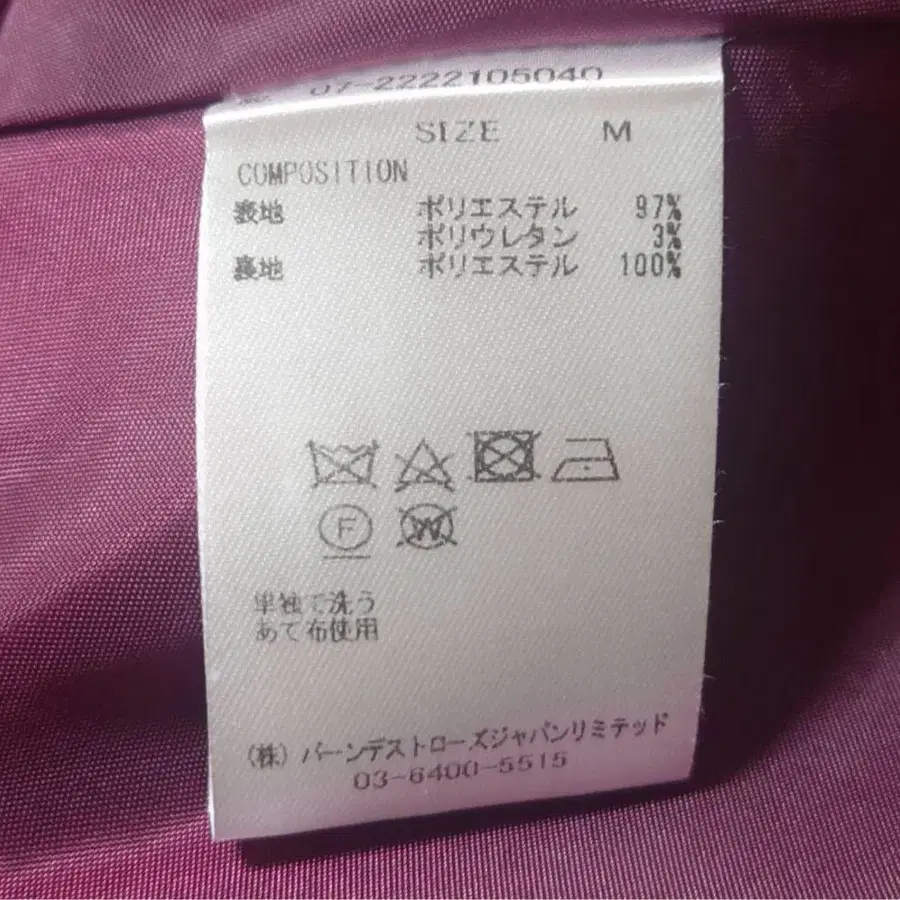 07-2222105040
SIZE M
COMPOSITION
表地 ポリエステル 97%
ポリウレタン 3%
裏地 ポリエステル 100%
F
W
単独で洗う
あて布使用
(株) バーンデストローズジャパンリミテッド
03-6400-5515